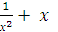 1/x² + x